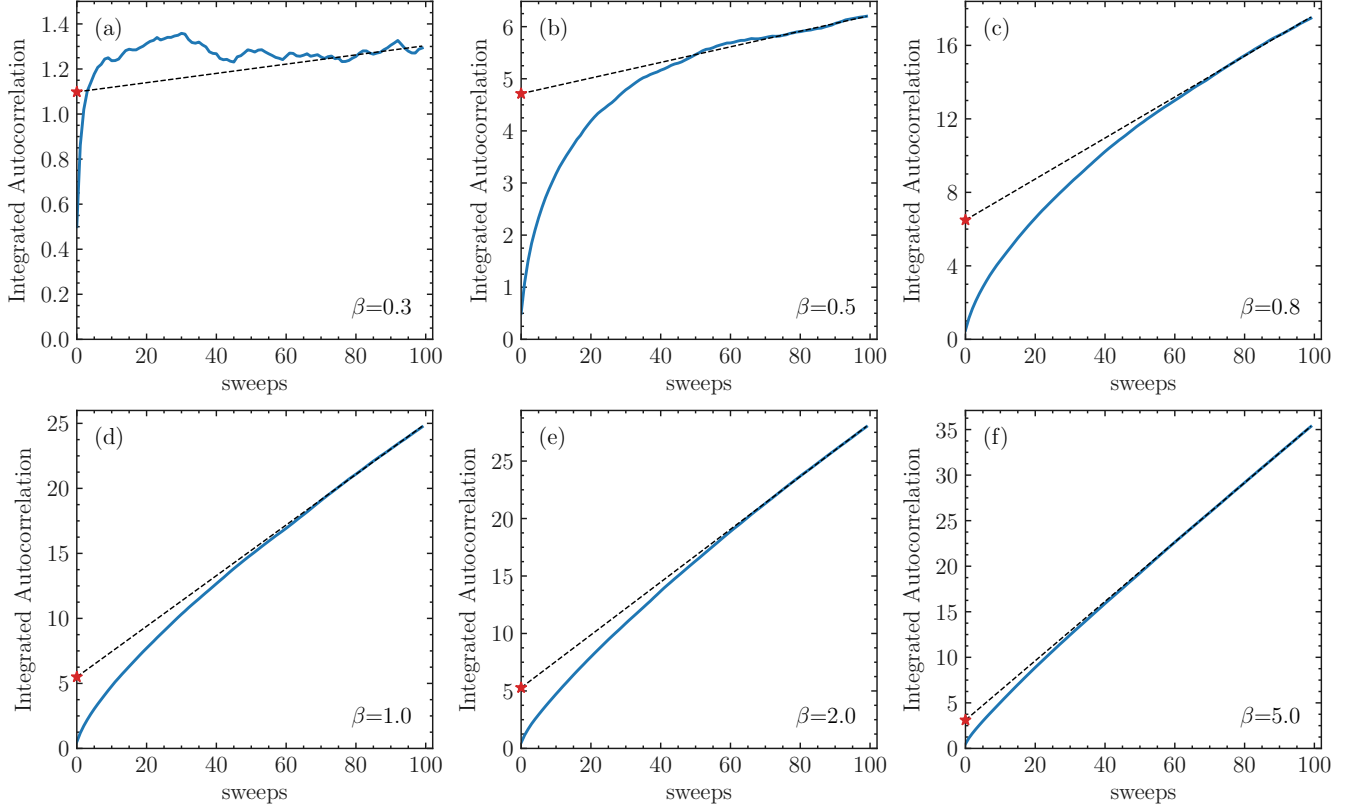 (a)
Integrated Autocorrelation
1.4
1.2
1.0
0.8
0.6
0.4
0.2
0.0
β=0.3
0 20 40 60 80 100
sweeps
(b)
Integrated Autocorrelation
6
5
4
3
2
1
0
β=0.5
0 20 40 60 80 100
sweeps
(c)
Integrated Autocorrelation
16
12
8
4
0
β=0.8
0 20 40 60 80 100
sweeps
(d)
Integrated Autocorrelation
25
20
15
10
5
0
β=1.0
0 20 40 60 80 100
sweeps
(e)
Integrated Autocorrelation
25
20
15
10
5
0
β=2.0
0 20 40 60 80 100
sweeps
(f)
Integrated Autocorrelation
35
30
25
20
15
10
5
0
β=5.0
0 20 40 60 80 100
sweeps